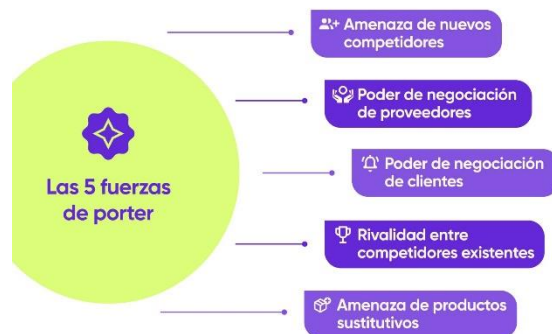 Las 5 fuerzas
de porter
Amenaza de nuevos
competidores
Poder de negociación
de proveedores
Poder de negociación
de clientes
Rivalidad entre
competidores existentes
Amenaza de productos
sustitutivos